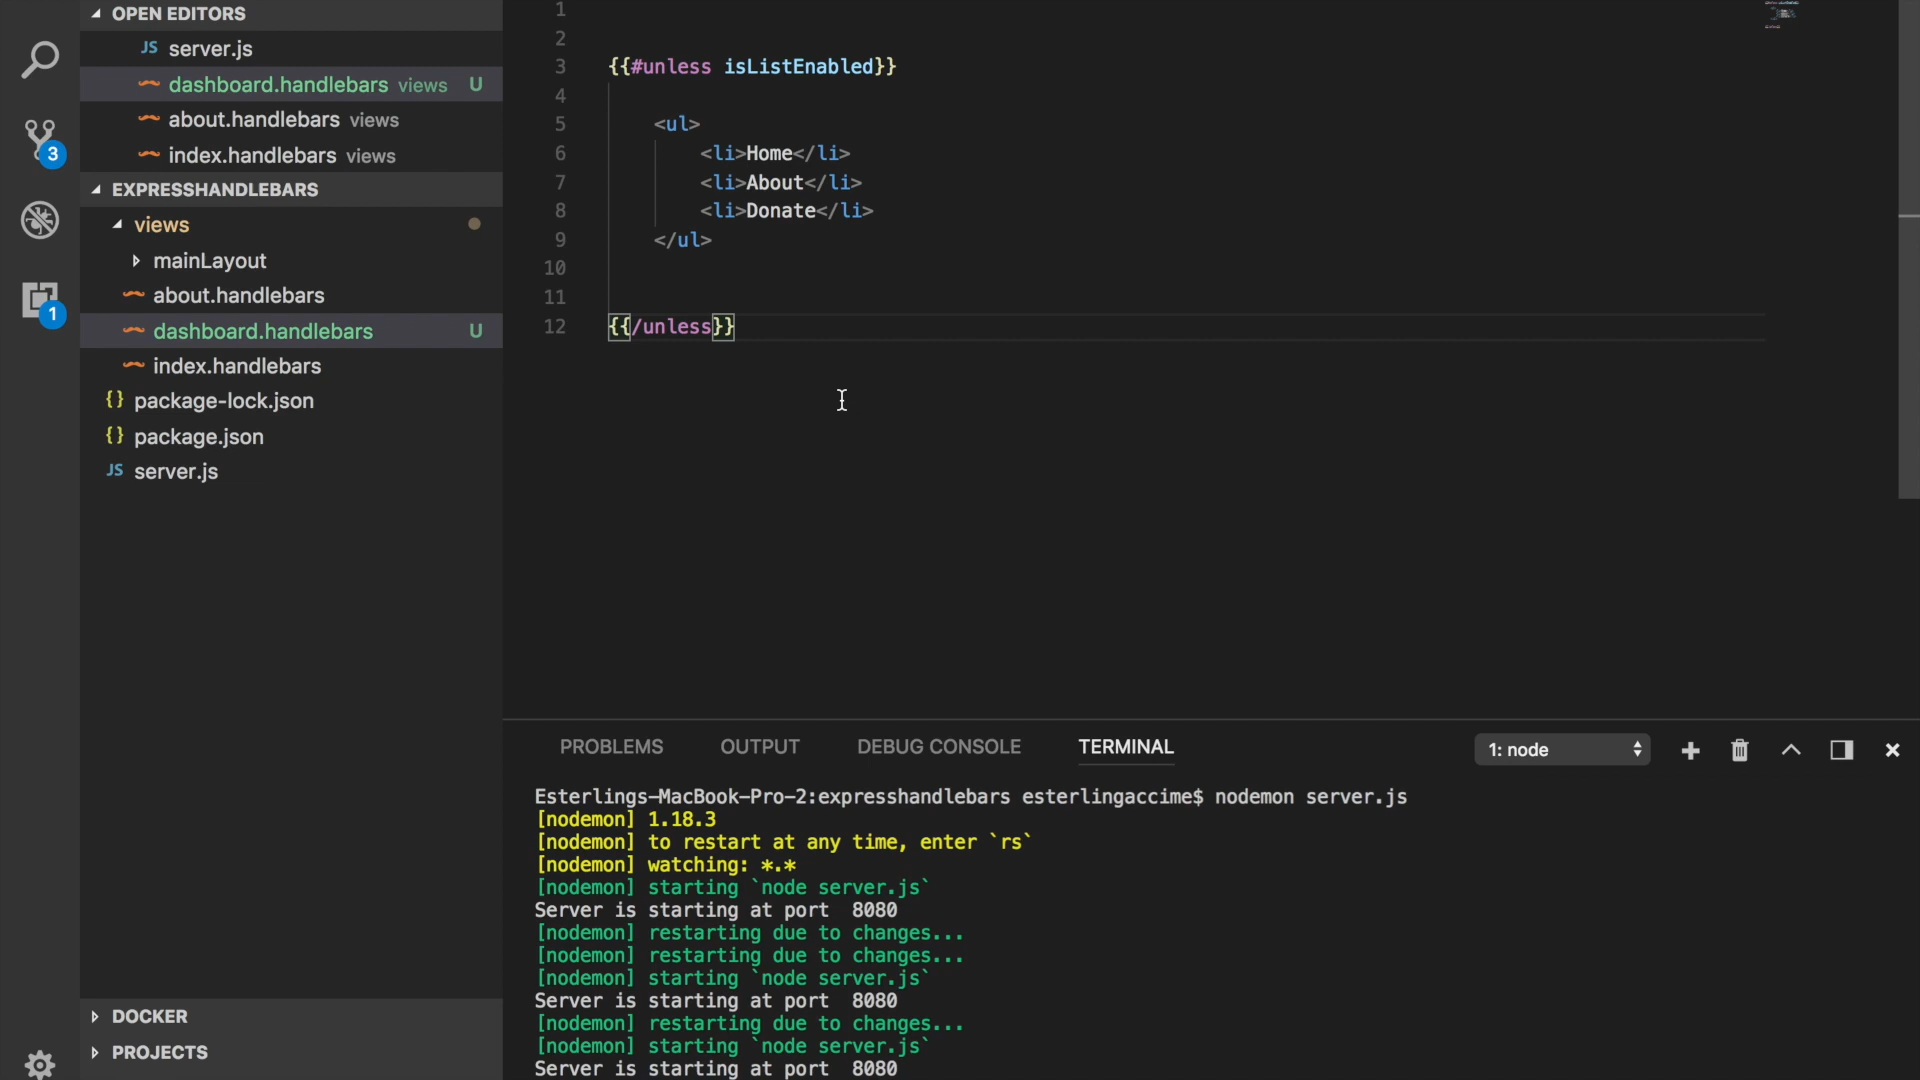 OPEN EDITORS
JS server.js
dashboard.handlebars views U
about.handlebars views
index.handlebars views
EXPRESSHANDLEBARS
views
mainLayout
about.handlebars
dashboard.handlebars U
index.handlebars
{} package-lock.json
{} package.json
JS server.js
DOCKER
PROJECTS
3
1
1
2
3 {{#unless isListEnabled}}
4
5 <ul>
6 <li>Home</li>
7 <li>About</li>
8 <li>Donate</li>
9 </ul>
10
11
12 {{/unless}}
PROBLEMS OUTPUT DEBUG CONSOLE TERMINAL 1: node
Esterlings-MacBook-Pro-2:expresshandlebars esterlingaccime$ nodemon server.js
[nodemon] 1.18.3
[nodemon] to restart at any time, enter `rs`
[nodemon] watching: *.*
[nodemon] starting `node server.js`
Server is starting at port  8080
[nodemon] restarting due to changes...
[nodemon] restarting due to changes...
[nodemon] starting `node server.js`
Server is starting at port  8080
[nodemon] restarting due to changes...
[nodemon] starting `node server.js`
Server is starting at port  8080